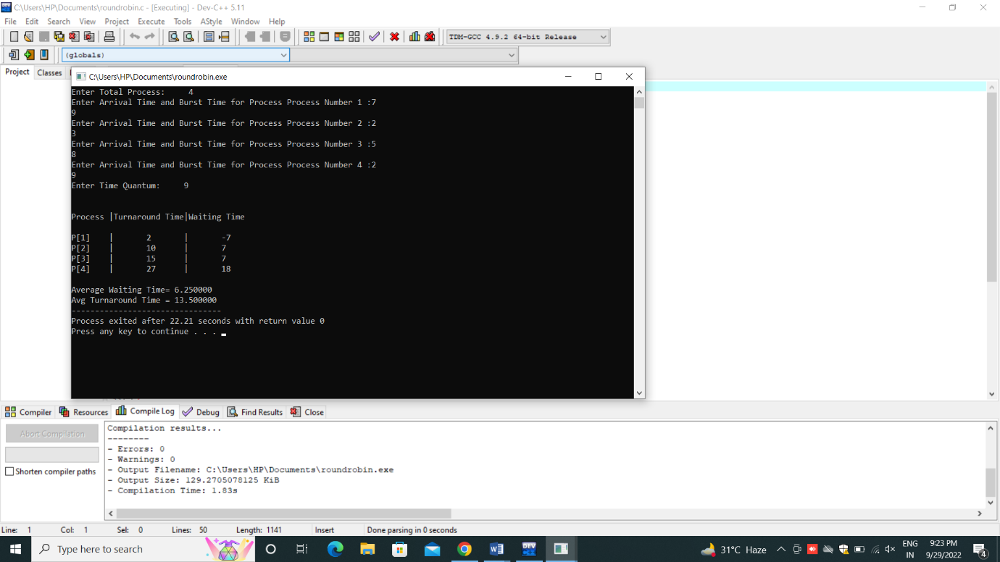 C:\Users\HP\Documents\roundrobin.c - [Executing] - Dev-C++ 5.11
File Edit Search View Project Execute Tools AStyle Window Help
TDM-GCC 4.9.2 64-bit Release
(globals)
Project Classes
C:\Users\HP\Documents\roundrobin.exe
Enter Total Process: 4
Enter Arrival Time and Burst Time for Process Process Number 1 :7
9
Enter Arrival Time and Burst Time for Process Process Number 2 :2
3
Enter Arrival Time and Burst Time for Process Process Number 3 :5
8
Enter Arrival Time and Burst Time for Process Process Number 4 :2
9
Enter Time Quantum: 9
Process |Turnaround Time|Waiting Time
P[1] | 2 | -7
P[2] | 10 | 7
P[3] | 15 | 7
P[4] | 27 | 18
Average Waiting Time= 6.250000
Avg Turnaround Time = 13.500000
--------------------------------
Process exited after 22.21 seconds with return value 0
Press any key to continue . . .
Compiler Resources Compile Log Debug Find Results Close
Abort Compilation
Shorten compiler paths
Compilation results...
--------
- Errors: 0
- Warnings: 0
- Output Filename: C:\Users\HP\Documents\roundrobin.exe
- Output Size: 129.2705078125 KiB
- Compilation Time: 1.83s
Line: 1 Col: 1 Sel: 0 Lines: 50 Length: 1141 Insert Done parsing in 0 seconds
Type here to search
DEV
31°C Haze
ENG
IN
9:23 PM
9/29/2022
4